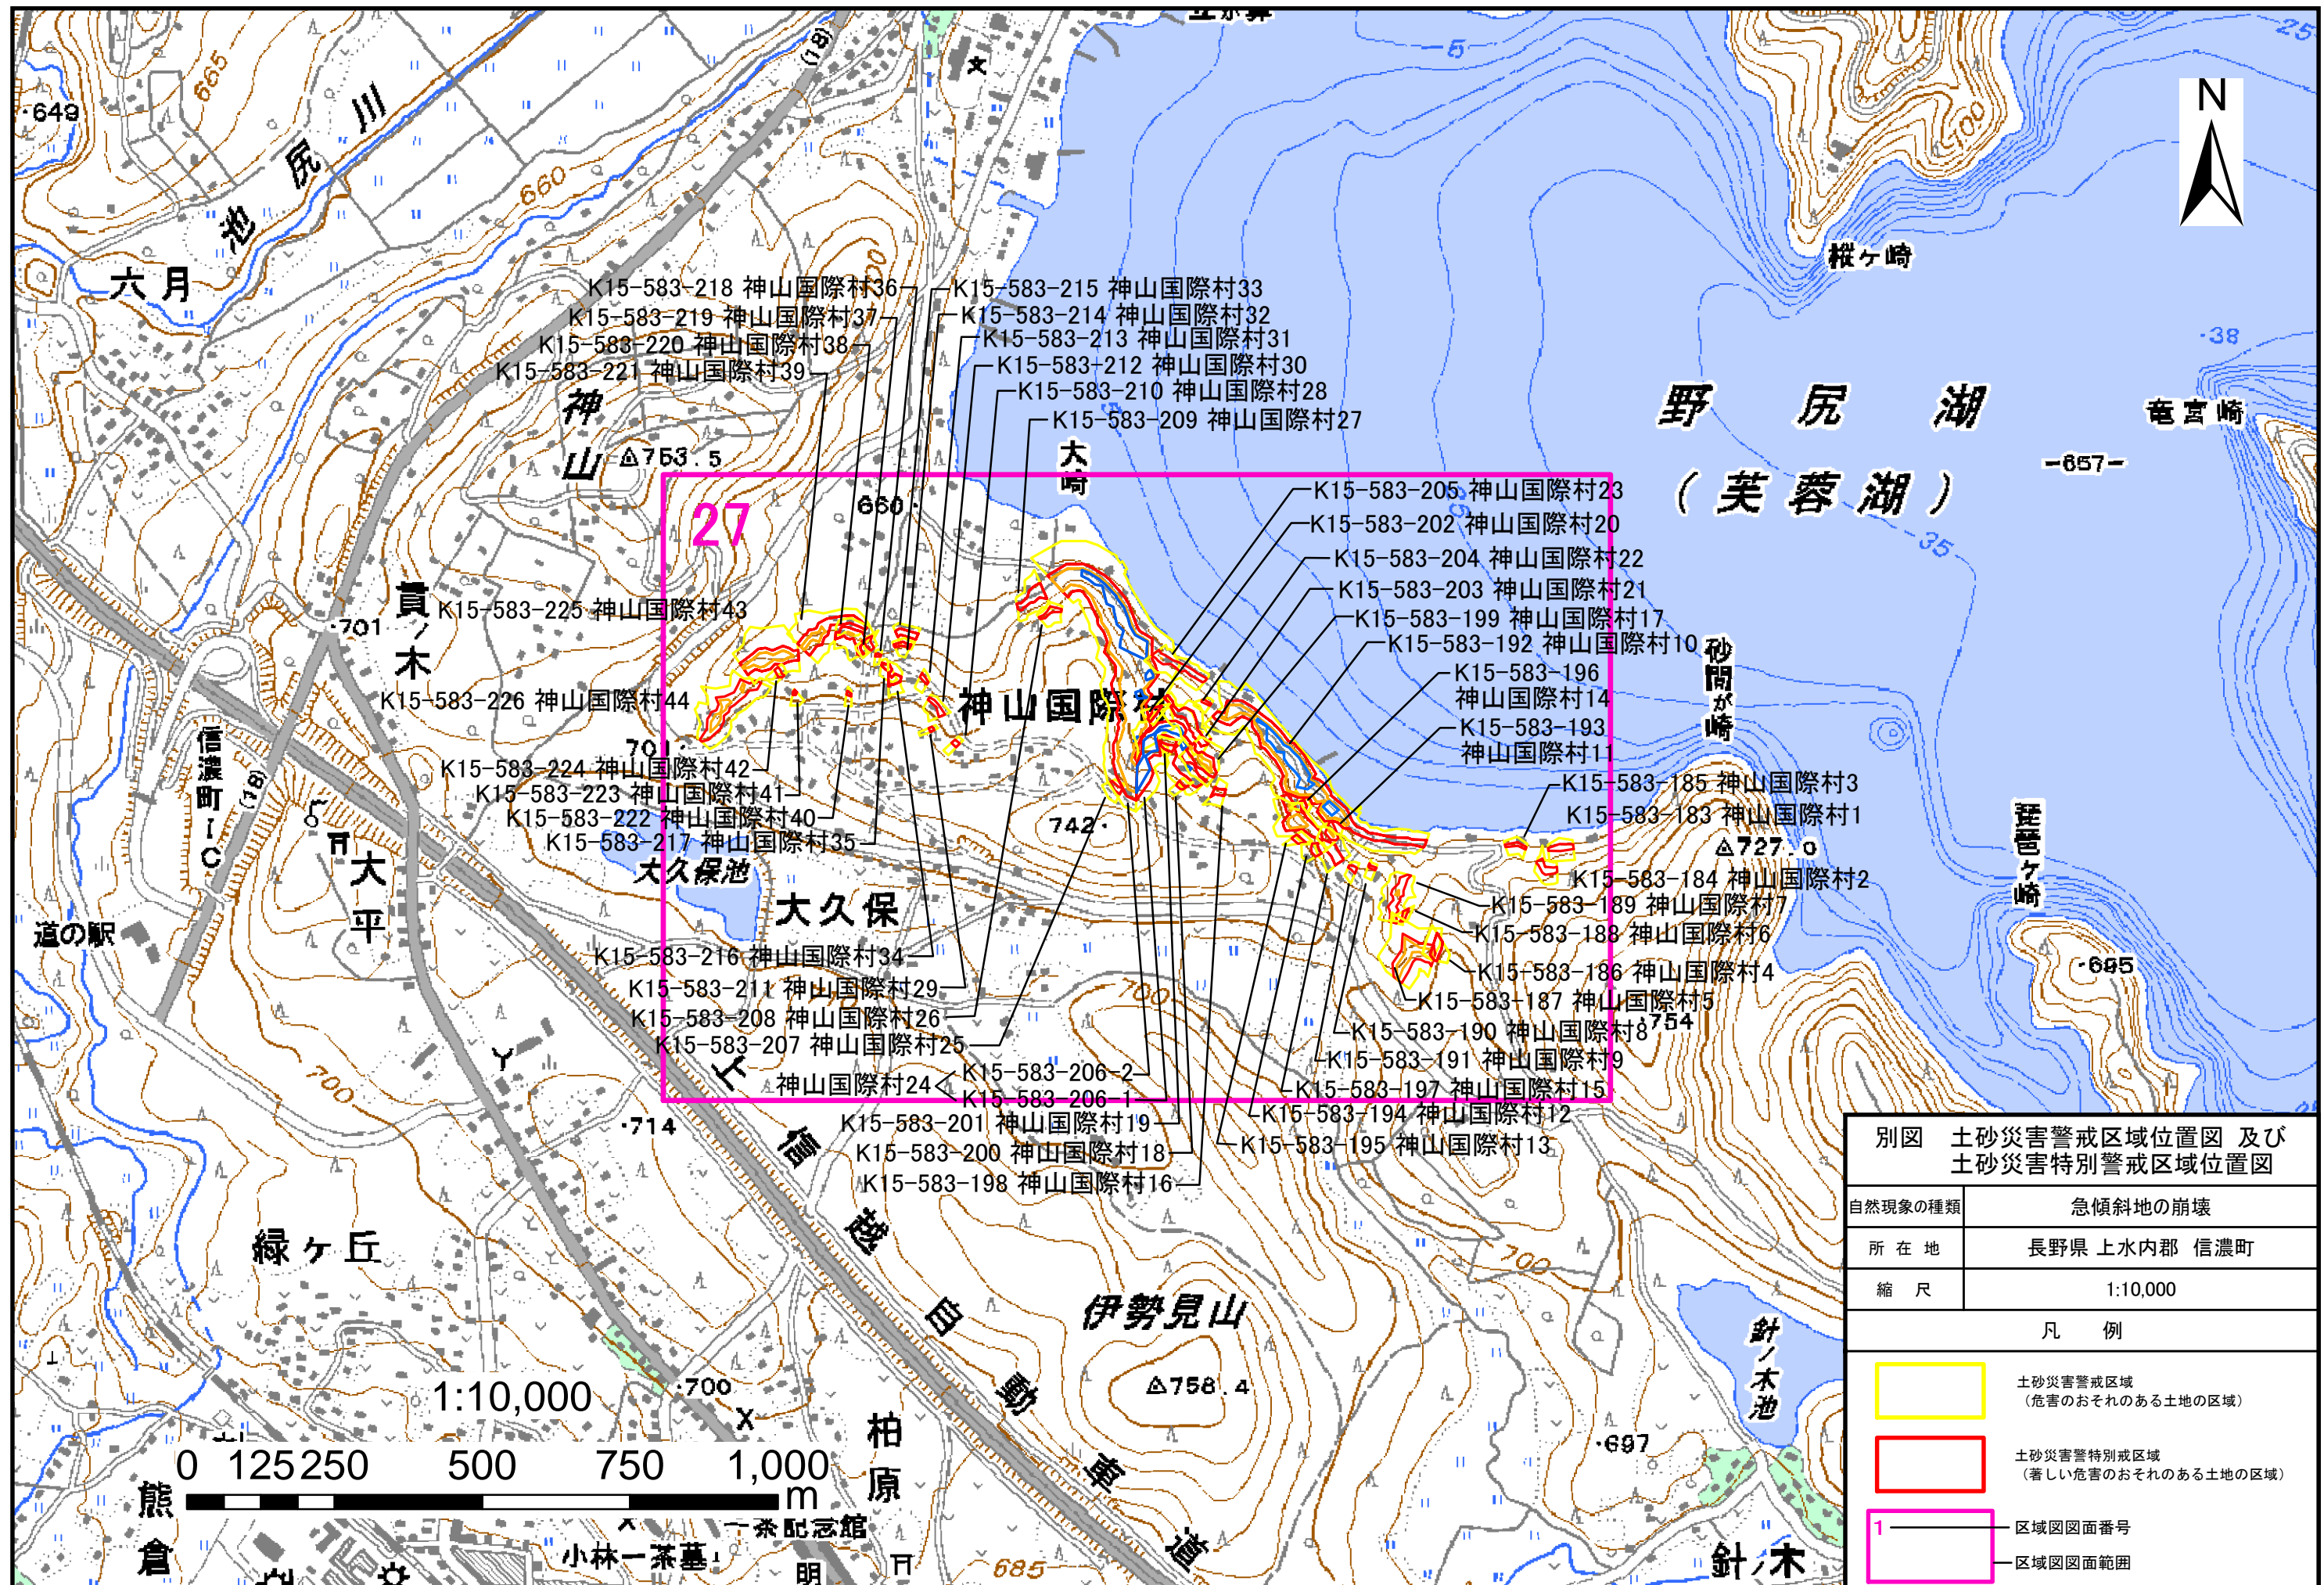 25
5
文
(18)
665
・649
池尻川
660
700
700
六月
樅ヶ崎
・38
野尻湖
(芙蓉湖)
竜宮崎
-657-
35
K15-583-218 神山国際村36
K15-583-219 神山国際村37
K15-583-220 神山国際村38
K15-583-221 神山国際村39
K15-583-215 神山国際村33
K15-583-214 神山国際村32
K15-583-213 神山国際村31
K15-583-212 神山国際村30
K15-583-210 神山国際村28
K15-583-209 神山国際村27
神山
753.5
大崎
27
660・
K15-583-205 神山国際村23
K15-583-202 神山国際村20
K15-583-204 神山国際村22
K15-583-203 神山国際村21
K15-583-199 神山国際村17
K15-583-192 神山国際村10
K15-583-196
神山国際村14
K15-583-193
神山国際村11
K15-583-185 神山国際村3
K15-583-183 神山国際村1
K15-583-225 神山国際村43
K15-583-226 神山国際村44
・701
貫ノ木
701・
神山国際村
砂間が崎
K15-583-224 神山国際村42
K15-583-223 神山国際村41
K15-583-222 神山国際村40
K15-583-217 神山国際村35
信濃町IC
(18)
大平
742・
727.0
琵琶ヶ崎
大久保池
大久保
道の駅
K15-583-184 神山国際村2
K15-583-189 神山国際村7
K15-583-188 神山国際村6
K15-583-186 神山国際村4
K15-583-187 神山国際村5
K15-583-190 神山国際村8
K15-583-191 神山国際村9
K15-583-197 神山国際村15
K15-583-194 神山国際村12
K15-583-195 神山国際村13
・695
・754
K15-583-216 神山国際村34
K15-583-211 神山国際村29
K15-583-208 神山国際村26
K15-583-207 神山国際村25
神山国際村24
K15-583-206-2
K15-583-206-1
K15-583-201 神山国際村19
K15-583-200 神山国際村18
K15-583-198 神山国際村16
700
700
700
・714
上信越自動車道
緑ヶ丘
伊勢見山
758.4
針ノ木池
・697
・700
柏原
熊倉
一茶記念館
小林一茶墓
明
685
針ノ木
1:10,000
0 125 250 500 750 1,000
m
N
別図 土砂災害警戒区域位置図 及び
土砂災害特別警戒区域位置図
自然現象の種類 急傾斜地の崩壊
所在地 長野県 上水内郡 信濃町
縮尺 1:10,000
凡例
土砂災害警戒区域
(危害のおそれのある土地の区域)
土砂災害警特別戒区域
(著しい危害のおそれのある土地の区域)
1
区域図図面番号
区域図図面範囲